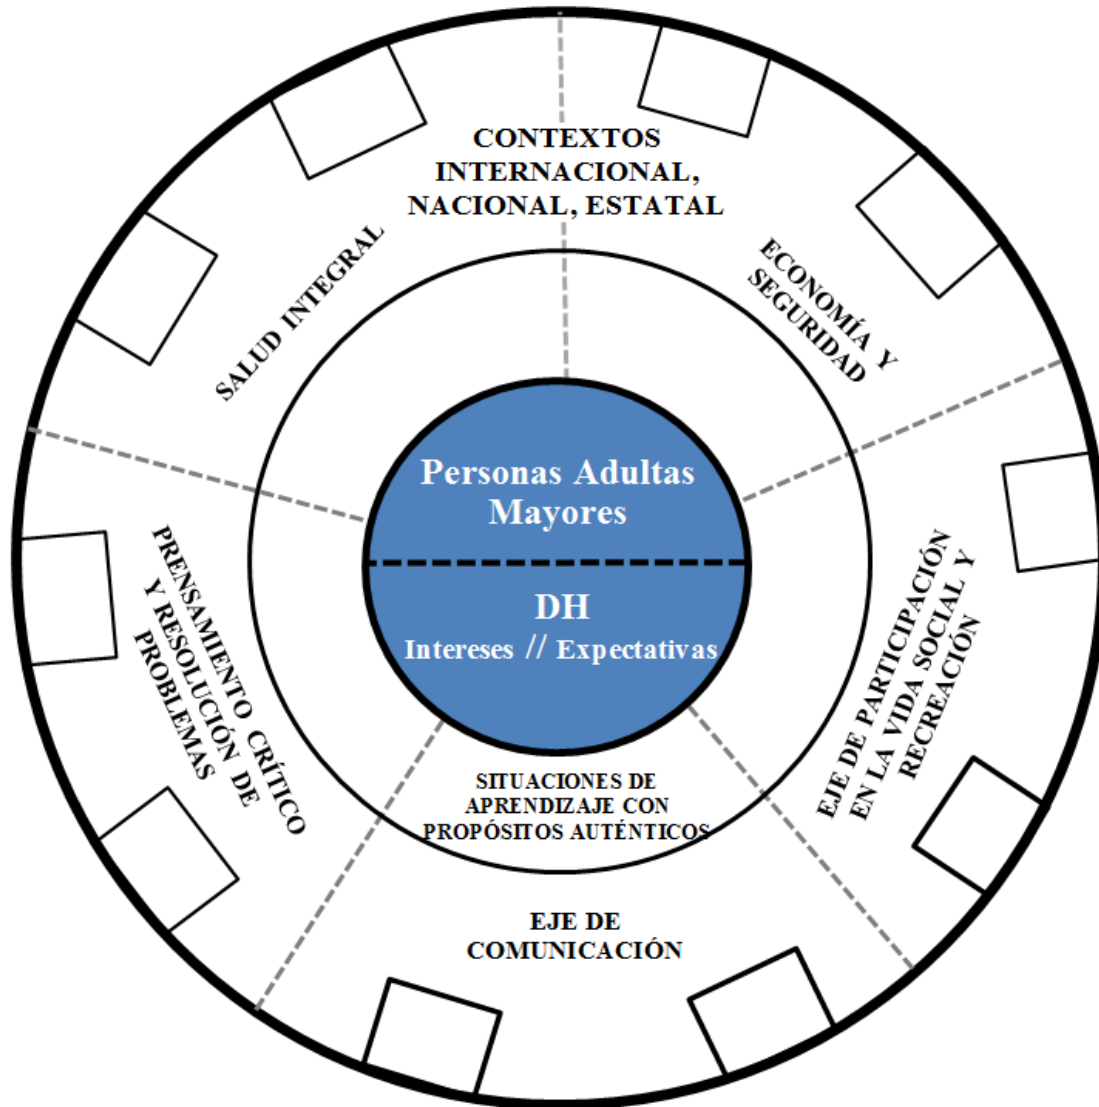 CONTEXTOS
INTERNACIONAL,
NACIONAL, ESTATAL
SALUD INTEGRAL
ECONOMÍA Y
SEGURIDAD
Personas Adultas
Mayores
DH
Intereses // Expectativas
PRENSAMIENTO CRÍTICO
Y RESOLUCIÓN DE
PROBLEMAS
EJE DE PARTICIPACIÓN
EN LA VIDA SOCIAL Y
RECREACIÓN
SITUACIONES DE
APRENDIZAJE CON
PROPÓSITOS AUTÉNTICOS
EJE DE
COMUNICACIÓN